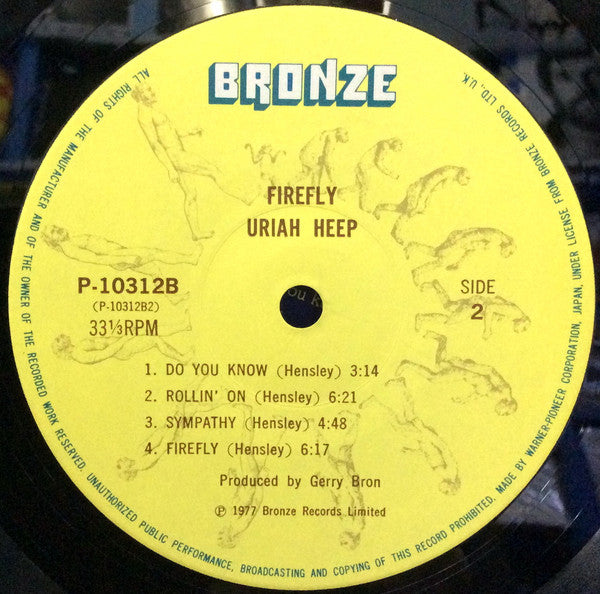 BRONZE
FIREFLY
URIAH HEEP
P-10312B
(P-10312B2)
33⅓RPM
SIDE
2
1. DO YOU KNOW (Hensley) 3:14
2. ROLLIN' ON (Hensley) 6:21
3. SYMPATHY (Hensley) 4:48
4. FIREFLY (Hensley) 6:17
Produced by Gerry Bron
Ⓟ 1977 Bronze Records Limited
ALL RIGHTS OF THE MANUFACTURER AND OF THE OWNER OF THE RECORDED WORK RESERVED. UNAUTHORIZED PUBLIC PERFORMANCE, BROADCASTING AND COPYING OF THIS RECORD PROHIBITED. MADE BY WARNER-PIONEER CORPORATION, JAPAN, UNDER LICENSE FROM BRONZE RECORDS LTD, U.K.